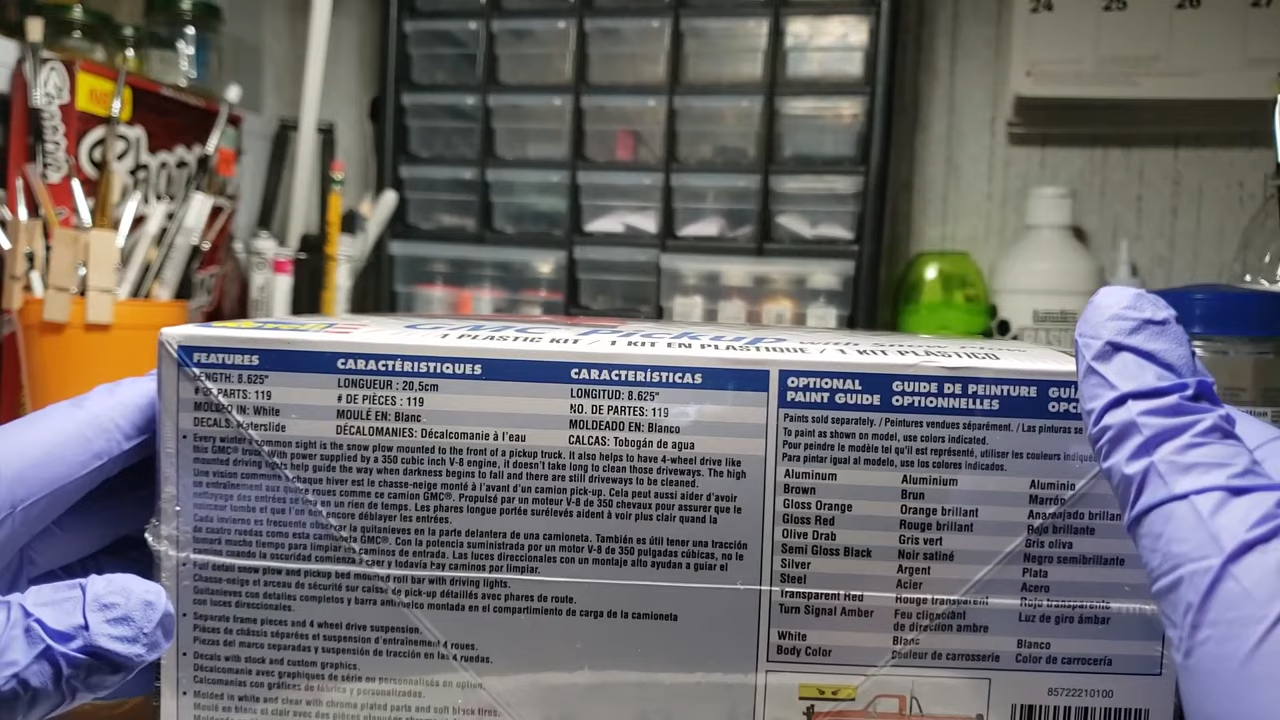 24 25 26 27
GMC Pickup with Snow Plow
1 PLASTIC KIT / 1 KIT EN PLASTIQUE / 1 KIT PLÁSTICO
FEATURES
LENGTH: 8.625"
# OF PARTS: 119
MOLDED IN: White
DECALS: Waterslide
CARACTÉRISTIQUES
LONGUEUR : 20,5cm
# DE PIÈCES : 119
MOULÉ EN: Blanc
DÉCALOMANIES: Décalcomanie à l'eau
CARACTERÍSTICAS
LONGITUD: 8.625"
NO. DE PARTES: 119
MOLDEADO EN: Blanco
CALCAS: Tobogán de agua
• Every winter a common sight is the snow plow mounted to the front of a pickup truck. It also helps to have 4-wheel drive like
this GMC® truck. With power supplied by a 350 cubic inch V-8 engine, it doesn't take long to clean those driveways. The high
mounted driving lights help guide the way when darkness begins to fall and there are still driveways to be cleaned.
Une vision commune à chaque hiver est le chasse-neige monté à l'avant d'un camion pick-up. Cela peut aussi aider d'avoir
un entraînement aux quatre roues comme ce camion GMC®. Propulsé par un moteur V-8 de 350 chevaux pour assurer que le
nettoyage des entrées se fera en un rien de temps. Les phares longue portée surélevés aident à voir plus clair quand la
noirceur tombe et que l'on doit encore déblayer les entrées.
Cada invierno es frecuente observar la quitanieves en la parte delantera de una camioneta. También es útil tener una tracción
de cuatro ruedas como esta camioneta GMC®. Con la potencia suministrada por un motor V-8 de 350 pulgadas cúbicas, no le
tomará mucho tiempo para limpiar los caminos de entrada. Las luces direccionales con un montaje alto ayudan a guiar el
camino cuando la oscuridad comienza a caer y todavía hay caminos por limpiar.
• Full detail snow plow and pickup bed mounted roll bar with driving lights.
Chasse-neige et arceau de sécurité sur caisse de pick-up détaillés avec phares de route.
Quitanieves con detalles completos y barra antivuelco montada en el compartimiento de carga de la camioneta
con luces direccionales.
• Separate frame pieces and 4 wheel drive suspension.
Pièces de châssis séparées et suspension d'entraînement 4 roues.
Piezas del marco separadas y suspensión de tracción en las 4 ruedas.
• Decals with stock and custom graphics.
Décalcomanie avec graphiques de série ou personnalisés en option.
Calcomanías con gráficos de fábrica y personalizadas.
• Molded in white and clear with chrome plated parts and soft black tires.
Moulé en blanc et clair avec des pièces plaquées chrome et
OPTIONAL PAINT GUIDE
GUIDE DE PEINTURE OPTIONNELLES
Paints sold separately. / Peintures vendues séparément. / Las pinturas se
To paint as shown on model, use colors indicated.
Pour peindre le modèle tel qu'il est représenté, utiliser les couleurs
Para pintar igual al modelo, use los colores indicados.
Aluminum Aluminium Aluminio
Brown Brun Marrón
Gloss Orange Orange brillant Anaranjado brillan
Gloss Red Rouge brillant Rojo brillante
Olive Drab Gris vert Gris oliva
Semi Gloss Black Noir satiné Negro semibrillante
Silver Argent Plata
Steel Acier Acero
Transparent Red Rouge transparent Rojo transparente
Turn Signal Amber Feu clignotant Luz de giro ámbar
de direction ambre
White Blanc Blanco
Body Color Couleur de carrosserie Color de carrocería
85722210100